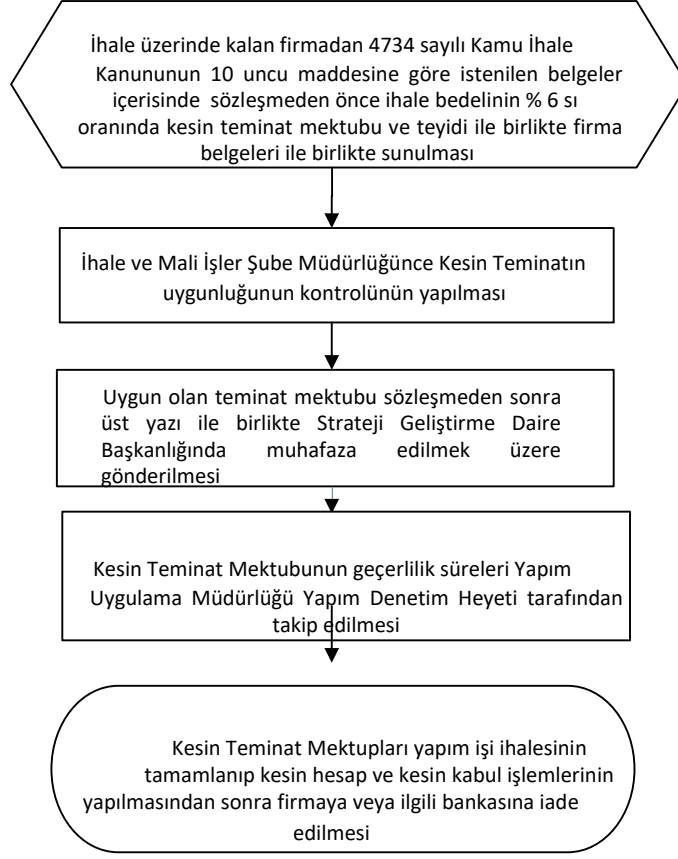 İhale üzerinde kalan firmadan 4734 sayılı Kamu İhale
Kanununun 10 uncu maddesine göre istenilen belgeler
içerisinde sözleşmeden önce ihale bedelinin % 6 sı
oranında kesin teminat mektubu ve teyidi ile birlikte firma
belgeleri ile birlikte sunulması
İhale ve Mali İşler Şube Müdürlüğünce Kesin Teminatın
uygunluğunun kontrolünün yapılması
Uygun olan teminat mektubu sözleşmeden sonra
üst yazı ile birlikte Strateji Geliştirme Daire
Başkanlığında muhafaza edilmek üzere
gönderilmesi
Kesin Teminat Mektubunun geçerlilik süreleri Yapım
Uygulama Müdürlüğü Yapım Denetim Heyeti tarafından
takip edilmesi
Kesin Teminat Mektupları yapım işi ihalesinin
tamamlanıp kesin hesap ve kesin kabul işlemlerinin
yapılmasından sonra firmaya veya ilgili bankasına iade
edilmesi